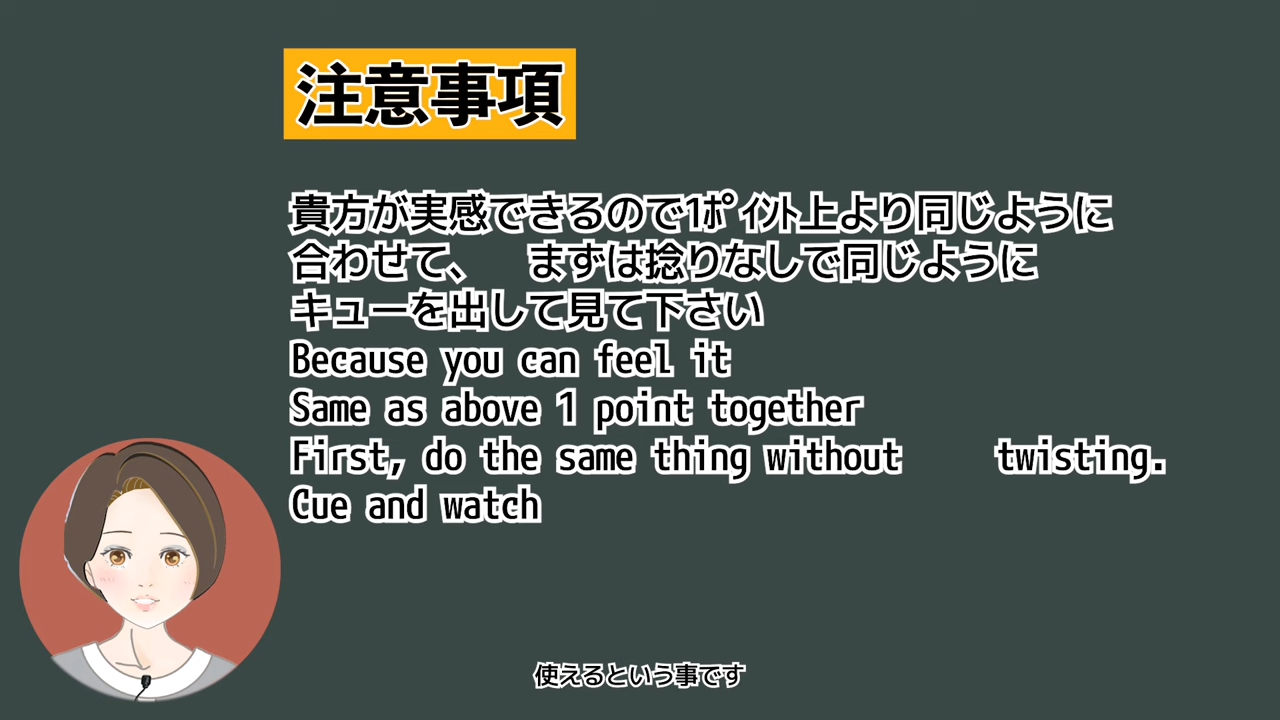 注意事項
貴方が実感できるので1ﾎﾟｲﾝﾄ上より同じように
合わせて、　まずは捻りなしで同じように
キューを出して見て下さい
Because you can feel it
Same as above 1 point together
First, do the same thing without     twisting.
Cue and watch
使えるという事です